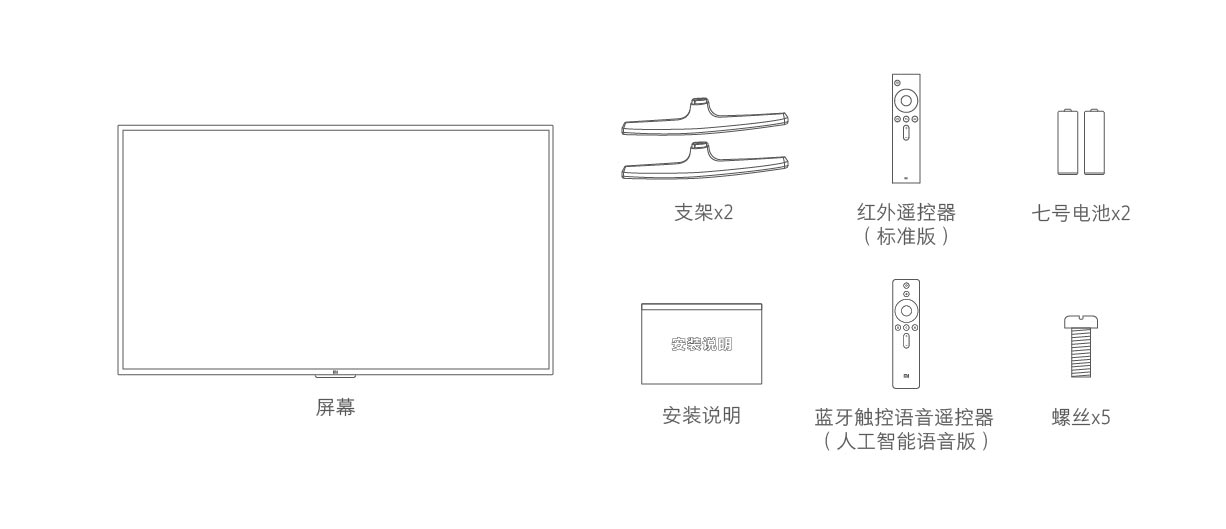 支架x2
红外遥控器
（标准版）
七号电池x2
安装说明
屏幕
安装说明
蓝牙触控语音遥控器
（人工智能语音版）
螺丝x5